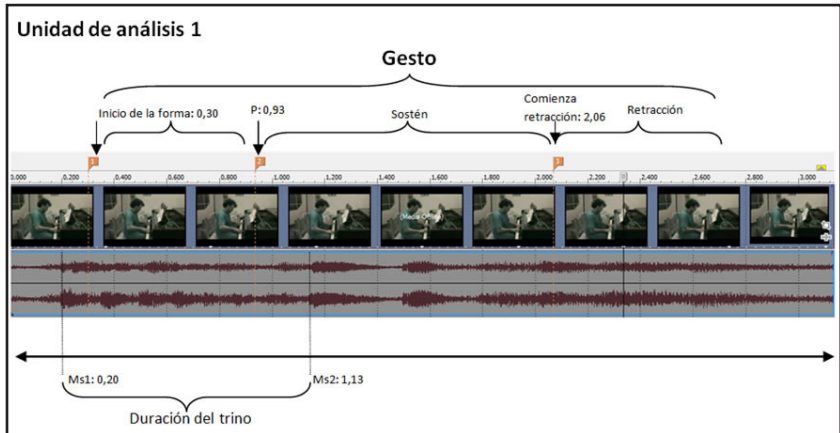 Unidad de análisis 1
Gesto
Inicio de la forma: 0,30
P: 0,93
Sostén
Comienza
retracción: 2,06
Retracción
1 2 3
0.000 0.200 0.400 0.600 0.800 1.000 1.200 1.400 1.600 1.800 2.000 2.200 2.400 2.600 2.800 3.000
Ms1: 0,20
Ms2: 1,13
Duración del trino